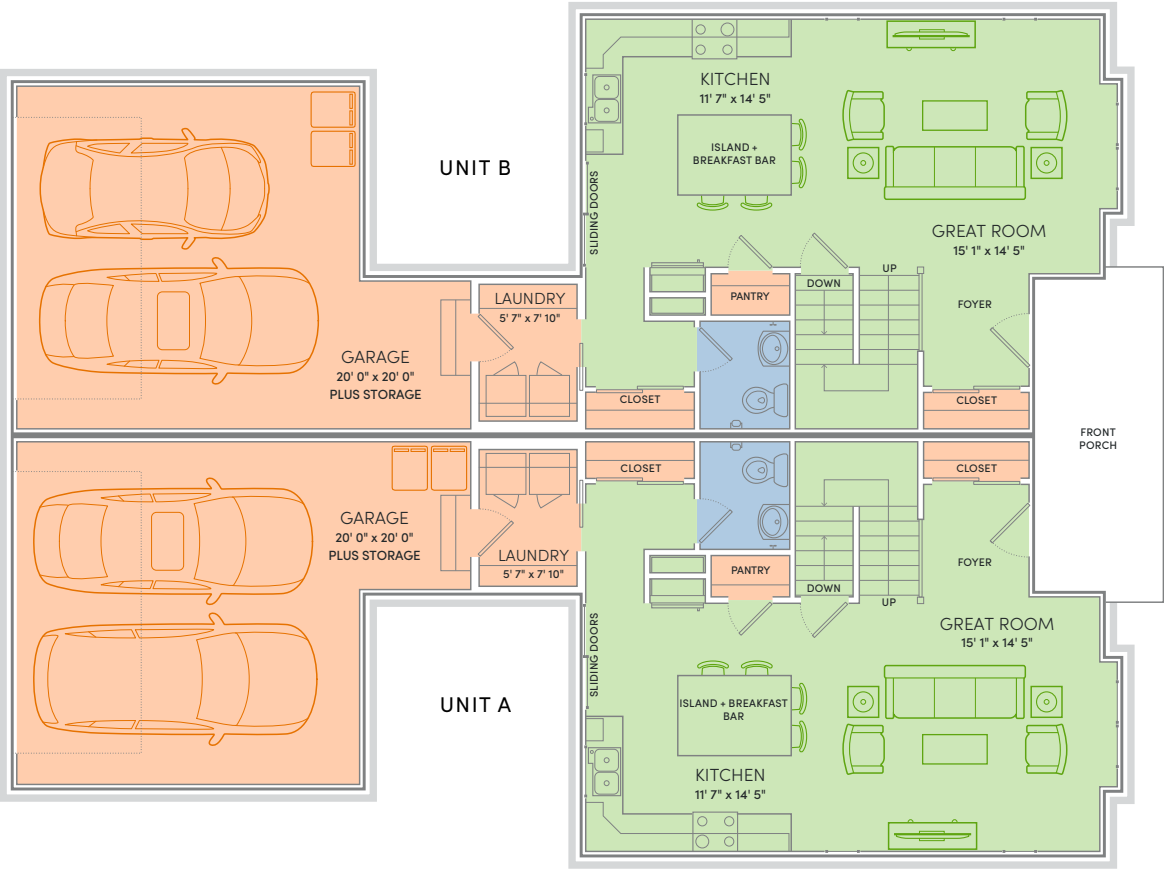 UNIT B
KITCHEN
11' 7" x 14' 5"
ISLAND +
BREAKFAST BAR
SLIDING DOORS
GREAT ROOM
15' 1" x 14' 5"
UP
DOWN
PANTRY
FOYER
LAUNDRY
5' 7" x 7' 10"
GARAGE
20' 0" x 20' 0"
PLUS STORAGE
CLOSET
CLOSET
FRONT
PORCH
CLOSET
CLOSET
GARAGE
20' 0" x 20' 0"
PLUS STORAGE
LAUNDRY
5' 7" x 7' 10"
PANTRY
DOWN
UP
FOYER
GREAT ROOM
15' 1" x 14' 5"
SLIDING DOORS
UNIT A
ISLAND + BREAKFAST
BAR
KITCHEN
11' 7" x 14' 5"